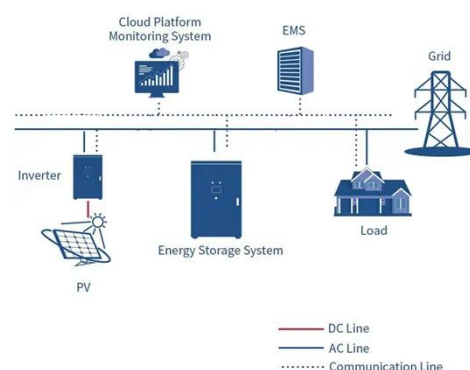 Cloud Platform
Monitoring System
EMS
Grid
Inverter
Energy Storage System
Load
PV
DC Line
AC Line
Communication Line